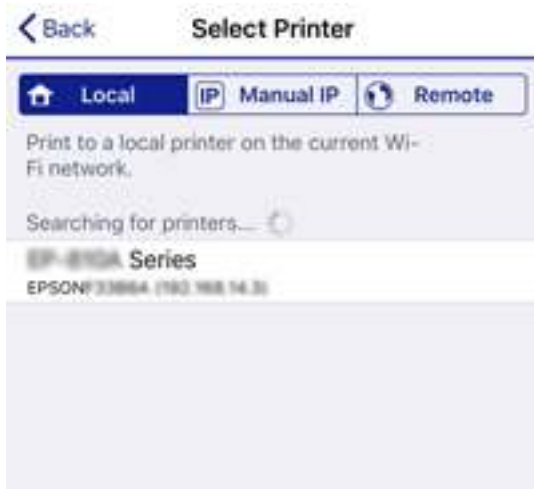 Back
Select Printer
Local
IP Manual IP
Remote
Print to a local printer on the current Wi-
Fi network.
Searching for printers...
Series
EPSON